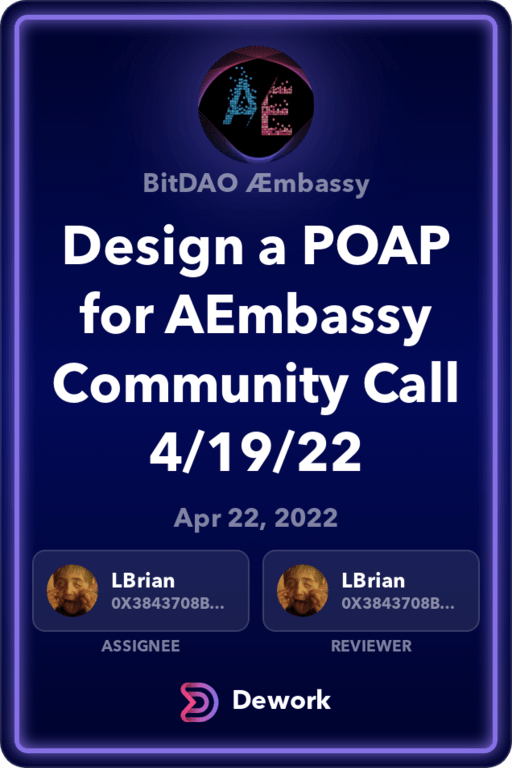 AE
BitDAO Æmbassy
Design a POAP
for AEmbassy
Community Call
4/19/22
Apr 22, 2022
LBrian
0X3843708B...
ASSIGNEE
LBrian
0X3843708B...
REVIEWER
Dework